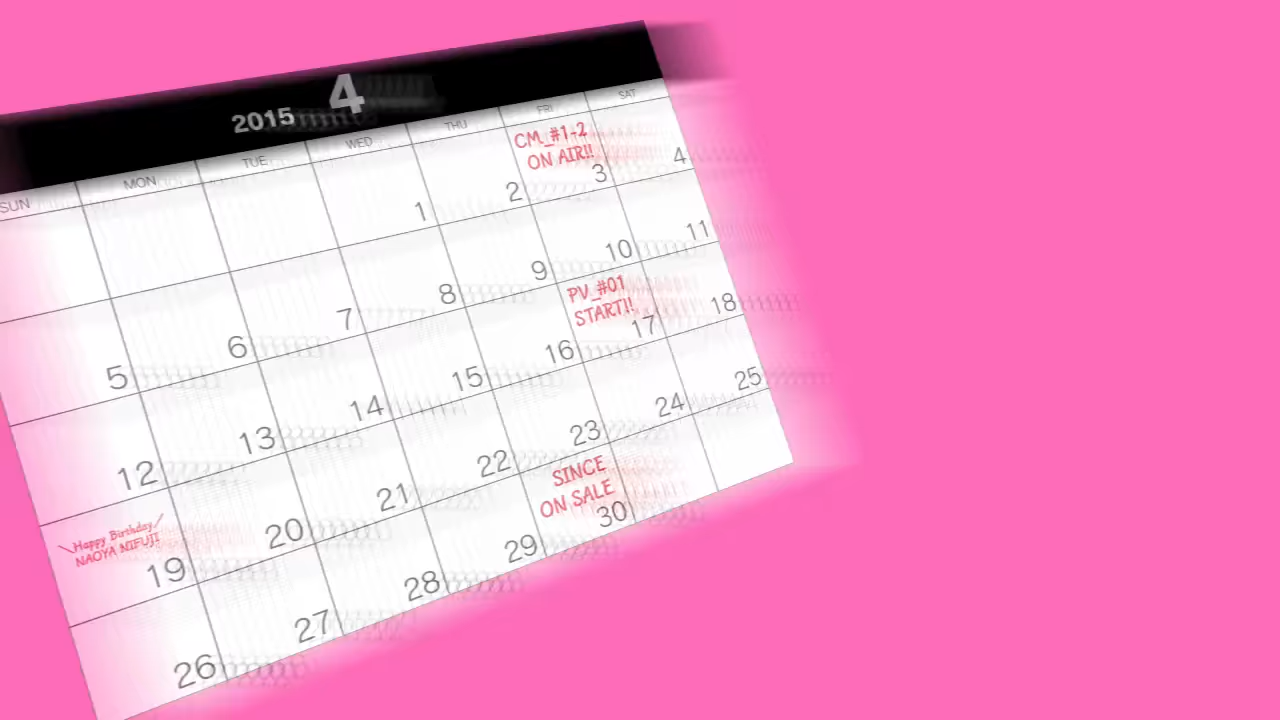 2015 4
SUN MON TUE WED THU FRI SAT
CM_#1-2
ON AIR!!
1 2 3 4
5 6 7 8 9 10 11
PV_#01
START!!
12 13 14 15 16 17 18
\Happy Birthday/
NAOYA NIFUJI
19 20 21 22 23 24 25
SINCE
ON SALE
26 27 28 29 30